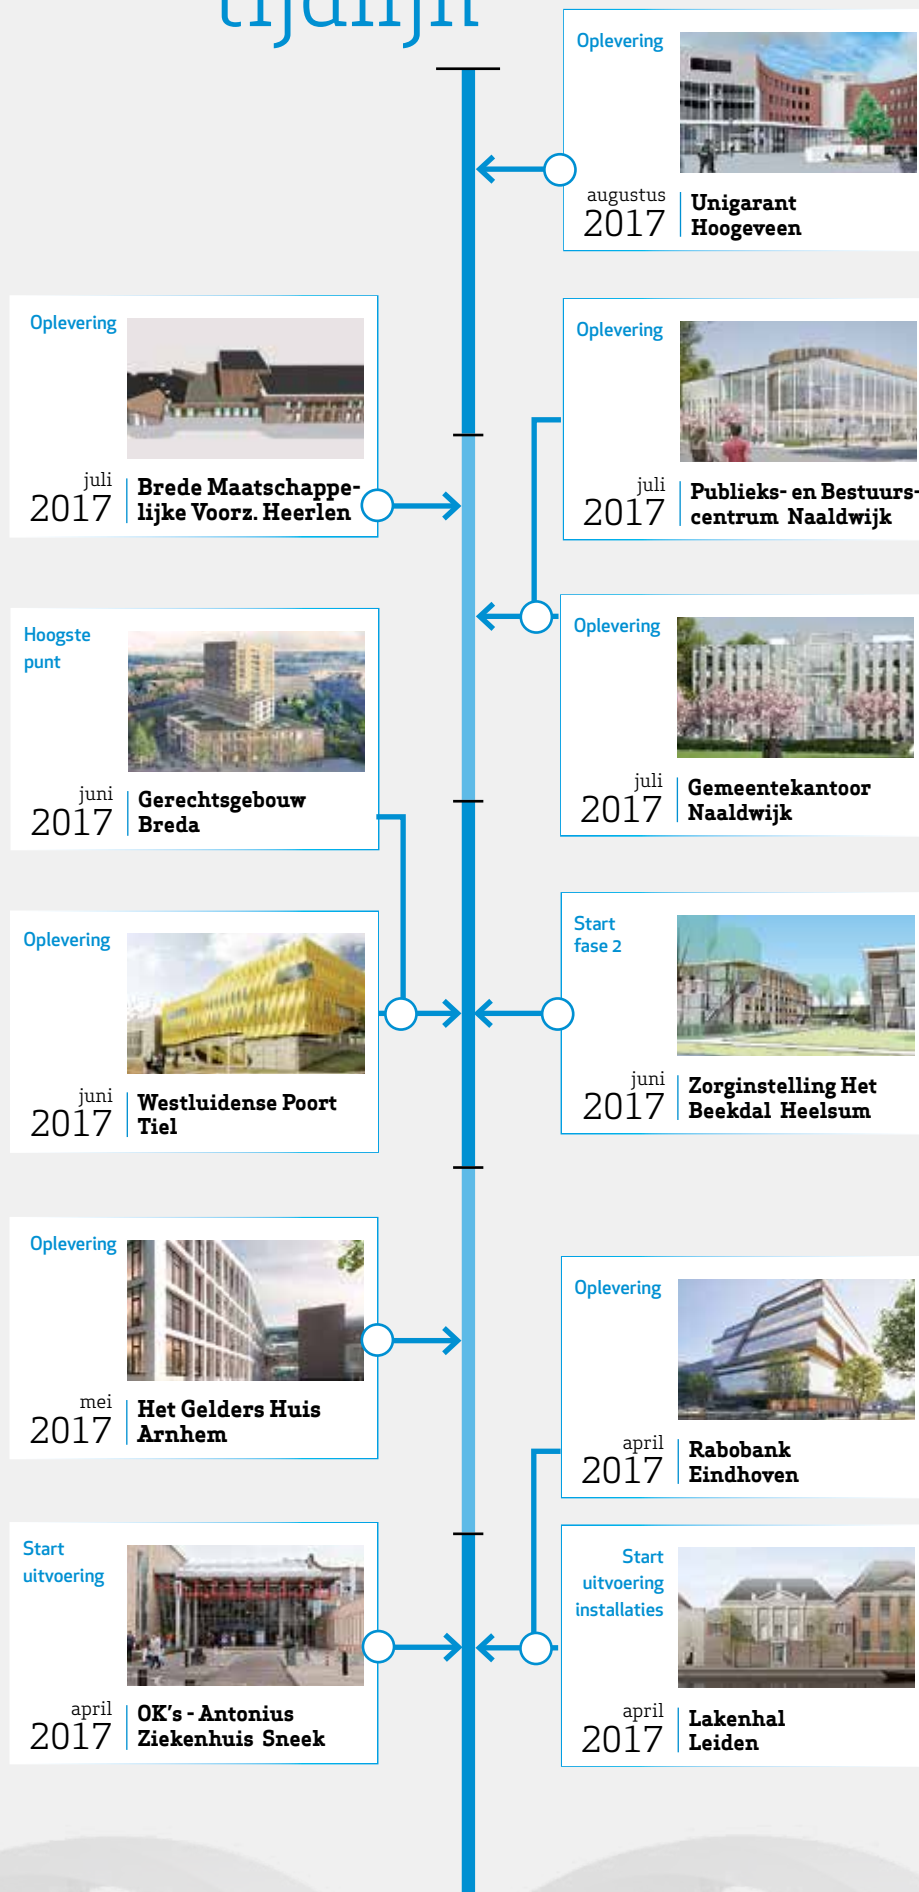 tijdlijn
Oplevering
augustus
2017
Unigarant
Hoogeveen
Oplevering
juli
2017
Brede Maatschappe-
lijke Voorz. Heerlen
Oplevering
juli
2017
Publieks- en Bestuurs-
centrum Naaldwijk
Hoogste
punt
juni
2017
Gerechtsgebouw
Breda
Oplevering
juli
2017
Gemeentekantoor
Naaldwijk
Oplevering
juni
2017
Westluidense Poort
Tiel
Start
fase 2
juni
2017
Zorginstelling Het
Beekdal Heelsum
Oplevering
mei
2017
Het Gelders Huis
Arnhem
Oplevering
april
2017
Rabobank
Eindhoven
Start
uitvoering
april
2017
OK's - Antonius
Ziekenhuis Sneek
Start
uitvoering
installaties
april
2017
Lakenhal
Leiden